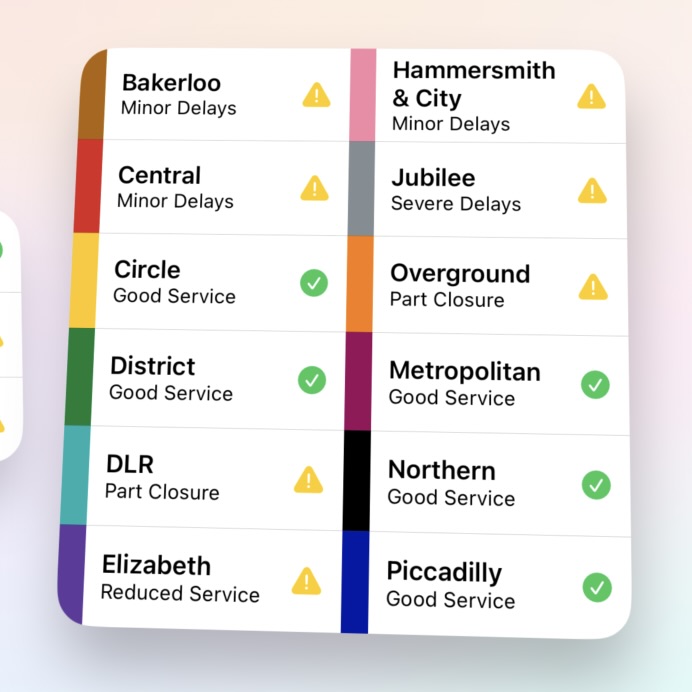 Bakerloo
Minor Delays
Central
Minor Delays
Circle
Good Service
District
Good Service
DLR
Part Closure
Elizabeth
Reduced Service
Hammersmith
& City
Minor Delays
Jubilee
Severe Delays
Overground
Part Closure
Metropolitan
Good Service
Northern
Good Service
Piccadilly
Good Service